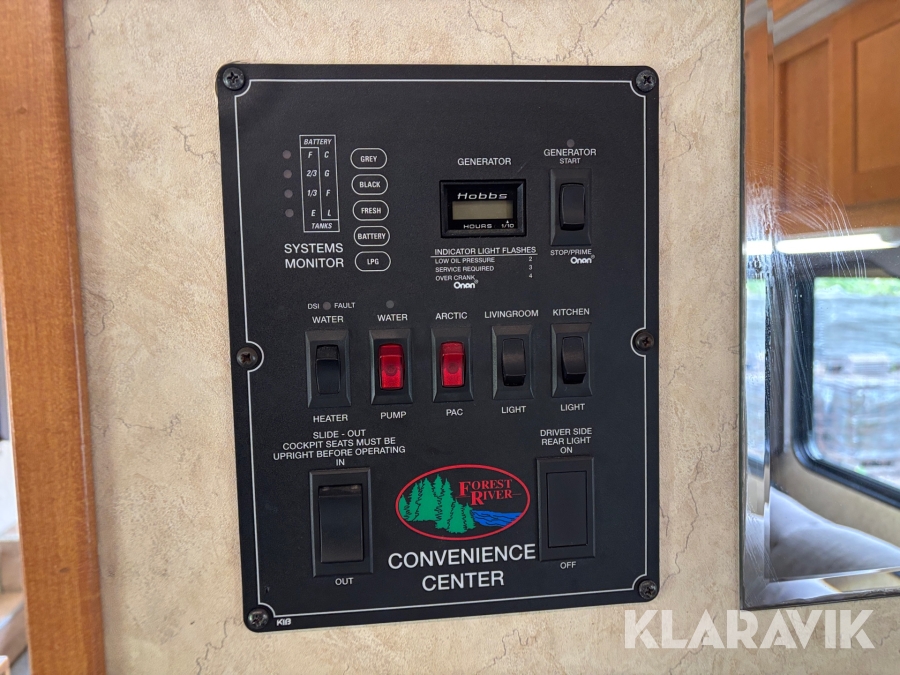 BATTERY
F C
2/3 G
1/3 F
E L
TANKS
SYSTEMS
MONITOR
GREY
BLACK
FRESH
BATTERY
LPG
GENERATOR
Hobbs
HOURS 1/10
INDICATOR LIGHT FLASHES
LOW OIL PRESSURE 2
SERVICE REQUIRED 3
OVER CRANK 4
Onan®
GENERATOR
START
STOP/PRIME
Onan®
DSI FAULT
WATER
HEATER
WATER
PUMP
ARCTIC
PAC
LIVINGROOM
LIGHT
KITCHEN
LIGHT
SLIDE - OUT
COCKPIT SEATS MUST BE
UPRIGHT BEFORE OPERATING
IN
OUT
FOREST
RIVER
CONVENIENCE
CENTER
DRIVER SIDE
REAR LIGHT
ON
OFF
KIB
KLARAVIK